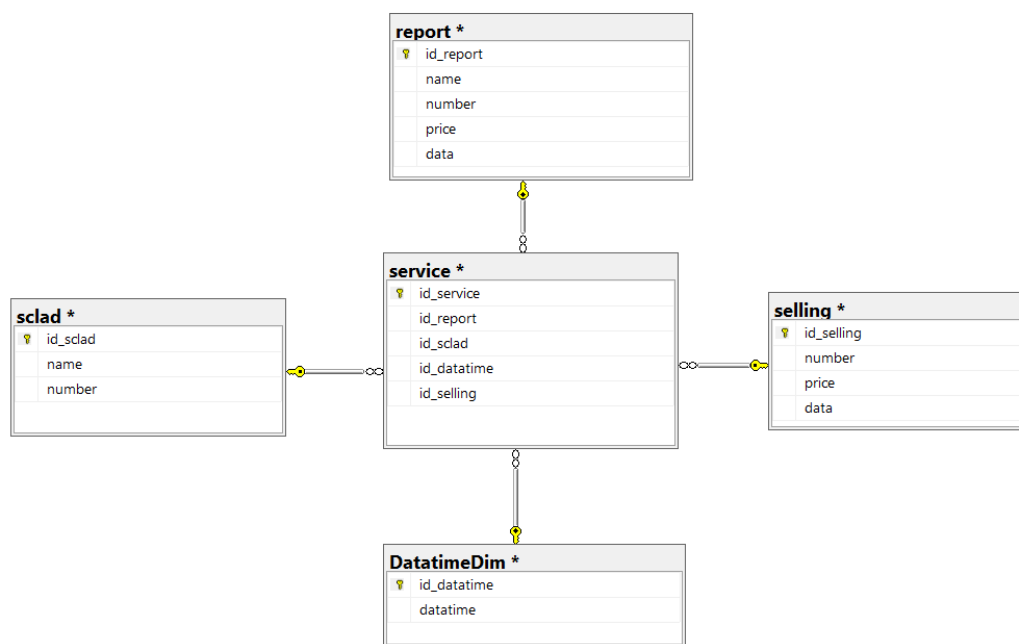 report *
id_report
name
number
price
data
service *
id_service
id_report
id_sclad
id_datatime
id_selling
sclad *
id_sclad
name
number
selling *
id_selling
number
price
data
DatatimeDim *
id_datatime
datatime